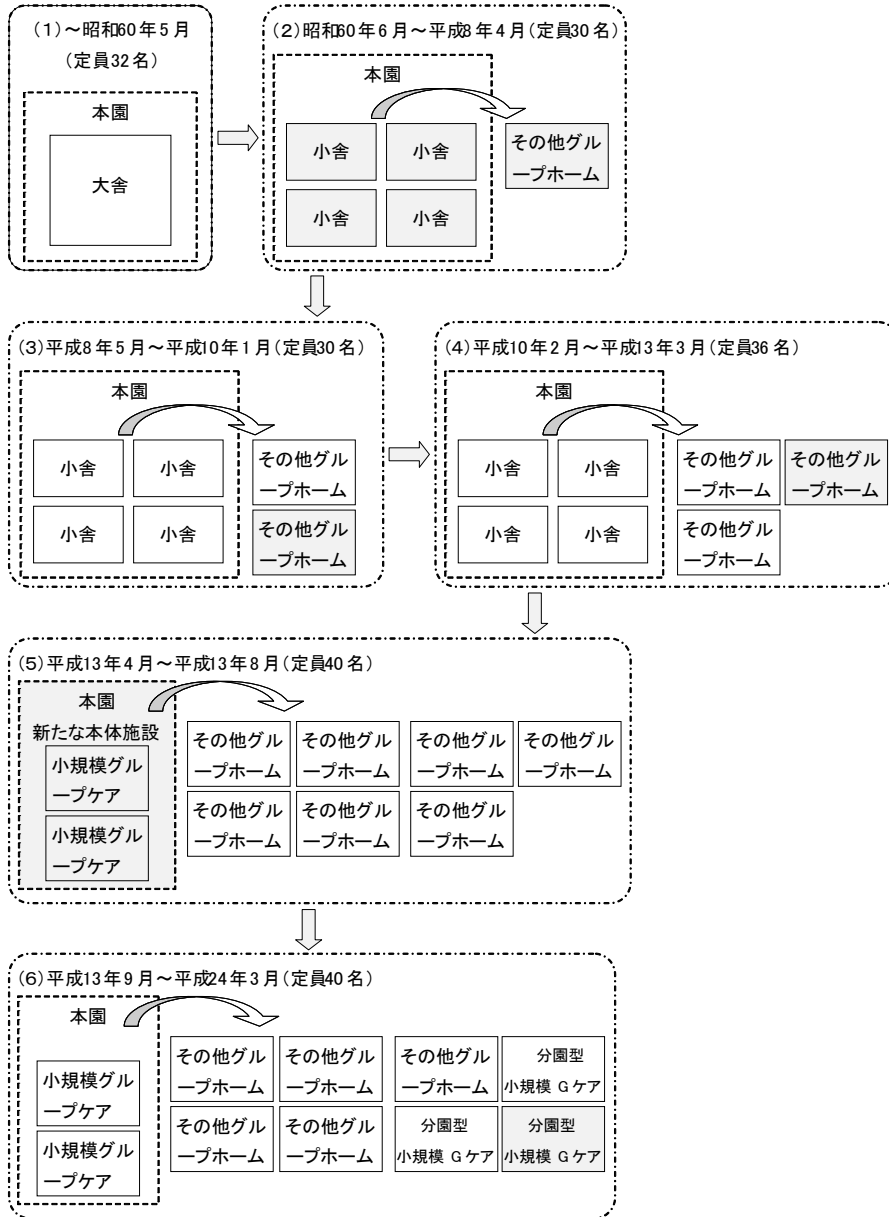 (1)～昭和60年5月
(定員32名)
本園
大舎
(2)昭和60年6月～平成8年4月(定員30名)
本園
小舎
小舎
小舎
小舎
その他グル
ープホーム
(3)平成8年5月～平成10年1月(定員30名)
本園
小舎
小舎
小舎
小舎
その他グル
ープホーム
その他グル
ープホーム
(4)平成10年2月～平成13年3月(定員36名)
本園
小舎
小舎
小舎
小舎
その他グル
ープホーム
その他グル
ープホーム
その他グル
ープホーム
(5)平成13年4月～平成13年8月(定員40名)
本園
新たな本体施設
小規模グル
ープケア
小規模グル
ープケア
その他グル
ープホーム
その他グル
ープホーム
その他グル
ープホーム
その他グル
ープホーム
その他グル
ープホーム
その他グル
ープホーム
その他グル
ープホーム
(6)平成13年9月～平成24年3月(定員40名)
本園
小規模グル
ープケア
小規模グル
ープケア
その他グル
ープホーム
その他グル
ープホーム
その他グル
ープホーム
分園型
小規模 Gケア
その他グル
ープホーム
その他グル
ープホーム
分園型
小規模 Gケア
分園型
小規模 Gケア